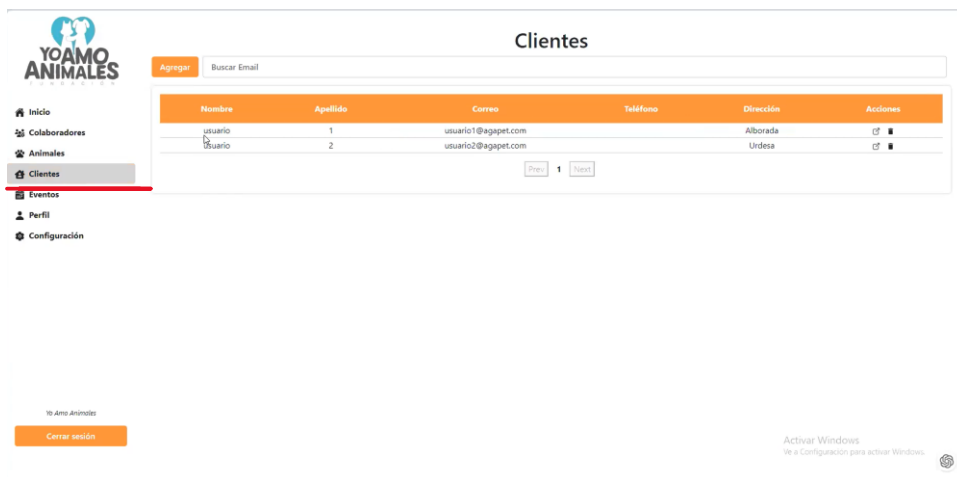 YO AMO
ANIMALES
FUNDACIÓN
Inicio
Colaboradores
Animales
Clientes
Eventos
Perfil
Configuración
Yo Amo Animales
Cerrar sesión
Clientes
Agregar Buscar Email
Nombre Apellido Correo Teléfono Dirección Acciones
usuario 1 usuario1@agapet.com Alborada
usuario 2 usuario2@agapet.com Urdesa
Prev 1 Next
Activar Windows
Ve a Configuración para activar Windows.